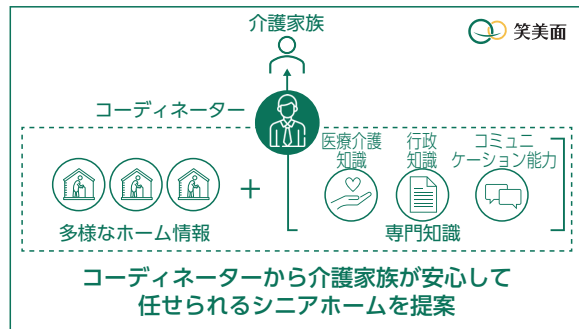 介護家族
笑美面
コーディネーター
医療介護
知識
行政
知識
コミュニ
ケーション能力
+
多様なホーム情報
専門知識
コーディネーターから介護家族が安心して
任せられるシニアホームを提案